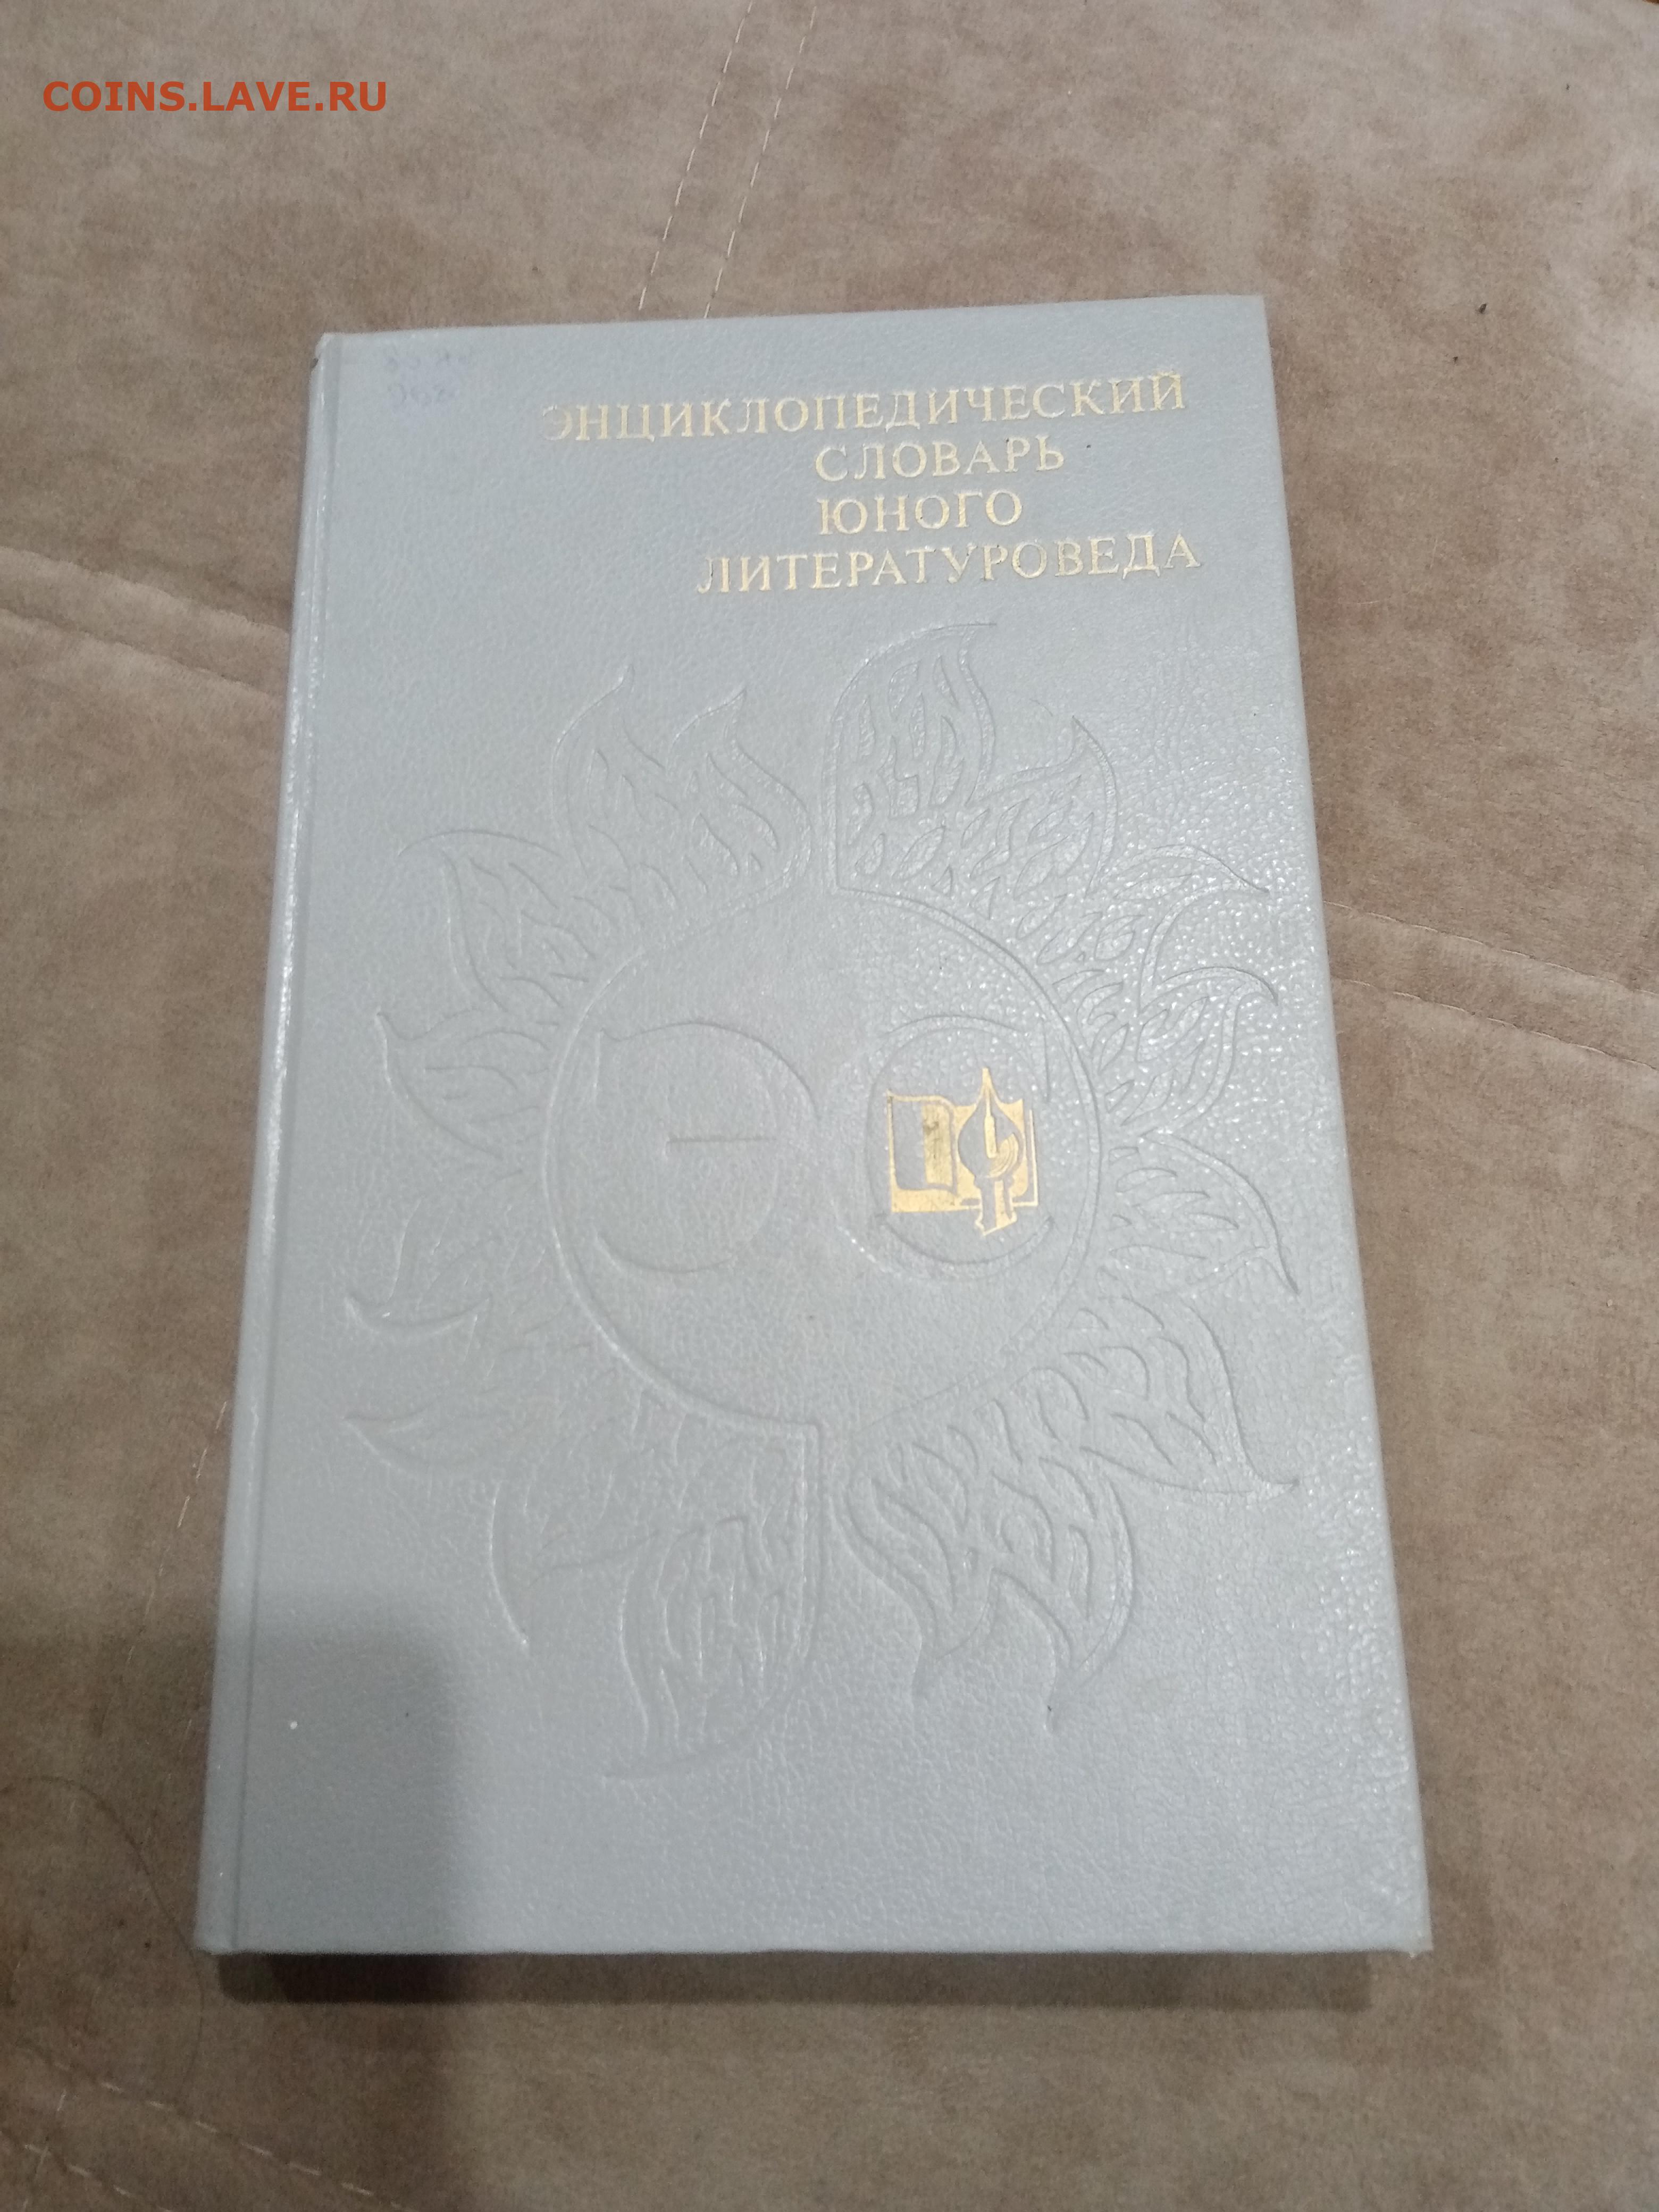 COINS.LAVE.RU
ЭНЦИКЛОПЕДИЧЕСКИЙ
СЛОВАРЬ
ЮНОГО
ЛИТЕРАТУРОВЕДА